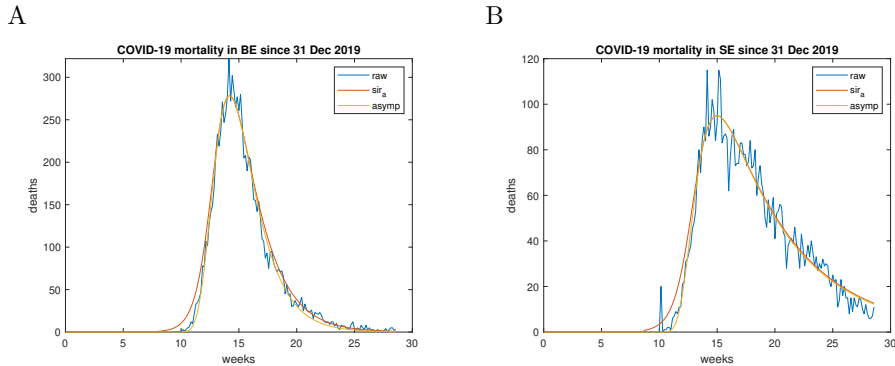 A
COVID-19 mortality in BE since 31 Dec 2019
raw
sir_a
asymp
300
250
200
150
100
50
0
deaths
0 5 10 15 20 25 30
weeks
B
COVID-19 mortality in SE since 31 Dec 2019
raw
sir_a
asymp
120
100
80
60
40
20
0
deaths
0 5 10 15 20 25 30
weeks